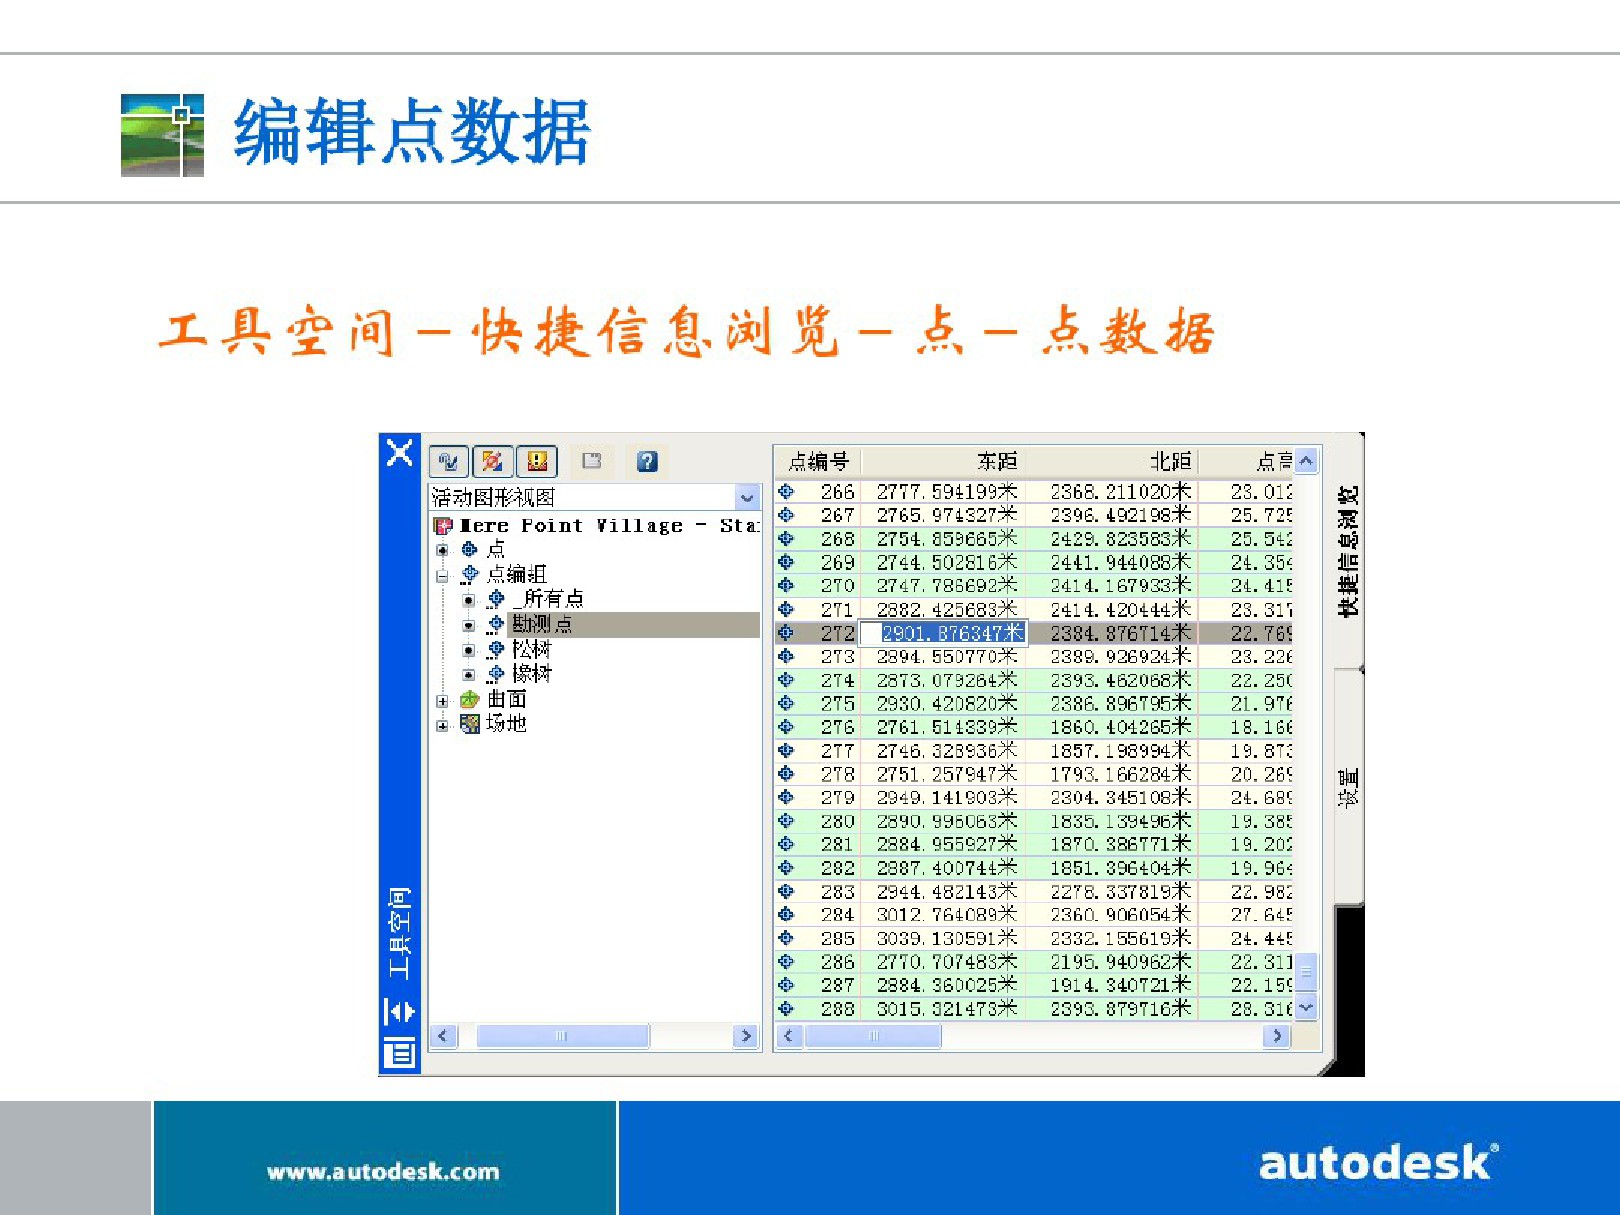 编辑点数据
工具空间－快捷信息浏览－点－点数据
活动图形视图
Mere Point Village - Sta
点
点编组
_所有点
勘测点
松树
橡树
曲面
场地
工具空间
点编号 东距 北距 点高
266 2777.594199米 2368.211020米 23.012
267 2765.974327米 2396.492198米 25.725
268 2754.859665米 2429.823583米 25.542
269 2744.502816米 2441.944088米 24.354
270 2747.786692米 2414.167933米 24.415
271 2882.425683米 2414.420444米 23.317
272 2901.876347米 2384.876714米 22.769
273 2894.550770米 2389.926924米 23.226
274 2873.079264米 2393.462068米 22.250
275 2930.420820米 2386.896795米 21.976
276 2761.514339米 1860.404265米 18.166
277 2746.328936米 1857.198994米 19.873
278 2751.257947米 1793.166284米 20.269
279 2949.141903米 2304.345108米 24.689
280 2890.996063米 1835.139496米 19.385
281 2884.955927米 1870.386771米 19.202
282 2887.400744米 1851.396404米 19.964
283 2944.482143米 2278.337819米 22.982
284 3012.764089米 2360.906054米 27.645
285 3039.130591米 2332.155619米 24.445
286 2770.707483米 2195.940962米 22.311
287 2884.360025米 1914.340721米 22.159
288 3015.321473米 2393.879716米 28.316
快捷信息浏览
设置
www.autodesk.com
autodesk®